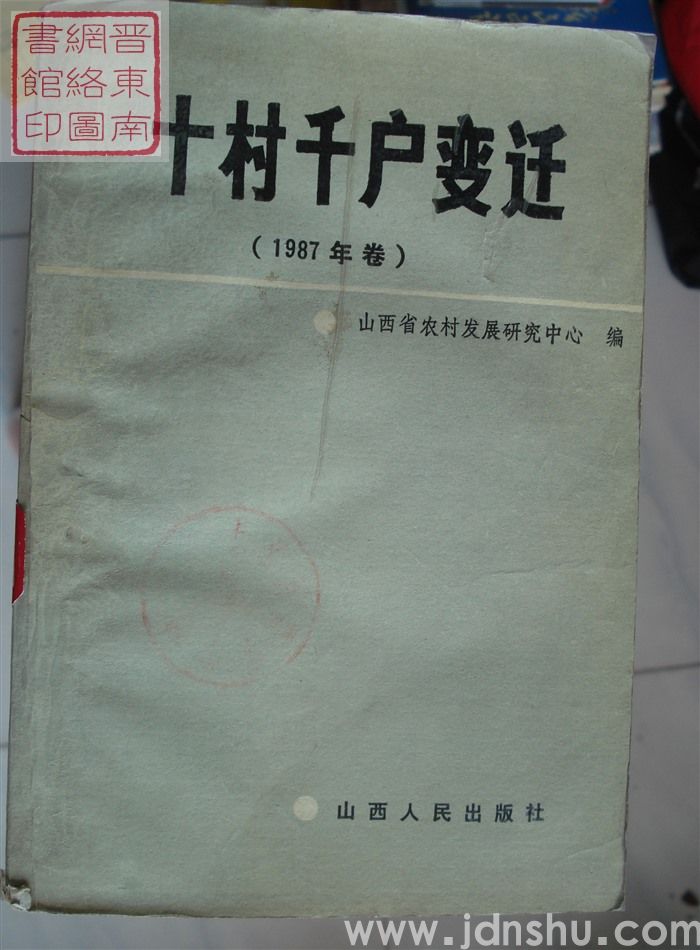 晋東南
網絡圖
書館印
十村千户变迁
（1987年卷）
山西省农村发展研究中心 编
山西人民出版社
www.jdnshu.com